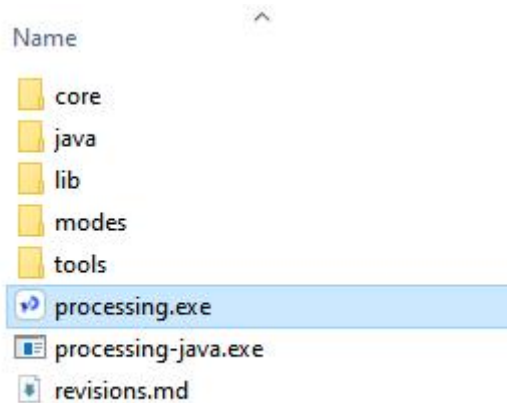 Name
core
java
lib
modes
tools
processing.exe
processing-java.exe
revisions.md